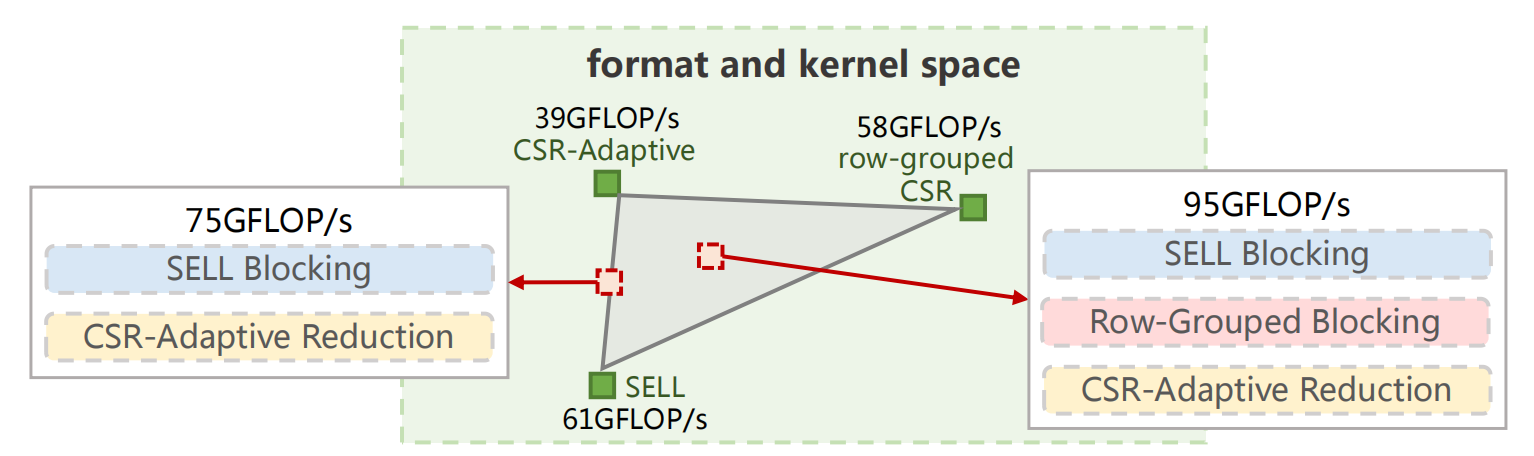 format and kernel space
39GFLOP/s
CSR-Adaptive
58GFLOP/s
row-grouped
CSR
75GFLOP/s
SELL Blocking
CSR-Adaptive Reduction
95GFLOP/s
SELL Blocking
Row-Grouped Blocking
CSR-Adaptive Reduction
SELL
61GFLOP/s